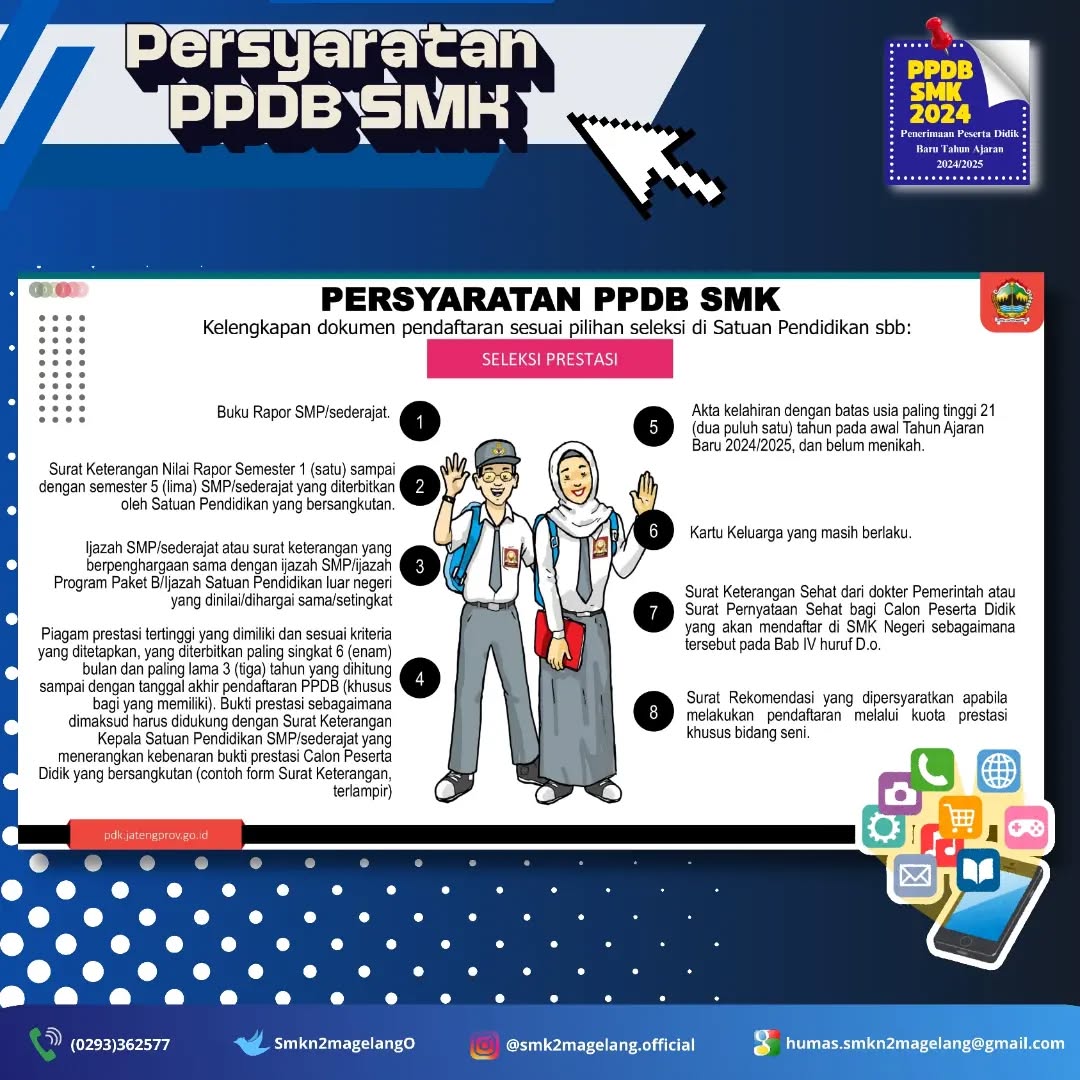 Persyaratan
PPDB SMK
PPDB
SMK
2024
Penerimaan Peserta Didik
Baru Tahun Ajaran
2024/2025
PERSYARATAN PPDB SMK
Kelengkapan dokumen pendaftaran sesuai pilihan seleksi di Satuan Pendidikan sbb:
SELEKSI PRESTASI
Buku Rapor SMP/sederajat.
1
Surat Keterangan Nilai Rapor Semester 1 (satu) sampai
dengan semester 5 (lima) SMP/sederajat yang diterbitkan
oleh Satuan Pendidikan yang bersangkutan.
2
Ijazah SMP/sederajat atau surat keterangan yang
berpenghargaan sama dengan ijazah SMP/ijazah
Program Paket B/Ijazah Satuan Pendidikan luar negeri
yang dinilai/dihargai sama/setingkat
3
Piagam prestasi tertinggi yang dimiliki dan sesuai kriteria
yang ditetapkan, yang diterbitkan paling singkat 6 (enam)
bulan dan paling lama 3 (tiga) tahun yang dihitung
sampai dengan tanggal akhir pendaftaran PPDB (khusus
bagi yang memiliki). Bukti prestasi sebagaimana
dimaksud harus didukung dengan Surat Keterangan
Kepala Satuan Pendidikan SMP/sederajat yang
menerangkan kebenaran bukti prestasi Calon Peserta
Didik yang bersangkutan (contoh form Surat Keterangan,
terlampir)
4
5
Akta kelahiran dengan batas usia paling tinggi 21
(dua puluh satu) tahun pada awal Tahun Ajaran
Baru 2024/2025, dan belum menikah.
6
Kartu Keluarga yang masih berlaku.
7
Surat Keterangan Sehat dari dokter Pemerintah atau
Surat Pernyataan Sehat bagi Calon Peserta Didik
yang akan mendaftar di SMK Negeri sebagaimana
tersebut pada Bab IV huruf D.o.
8
Surat Rekomendasi yang dipersyaratkan apabila
melakukan pendaftaran melalui kuota prestasi
khusus bidang seni.
pdk.jatengprov.go.id
(0293)362577
Smkn2magelangO
@smk2magelang.official
humas.smkn2magelang@gmail.com